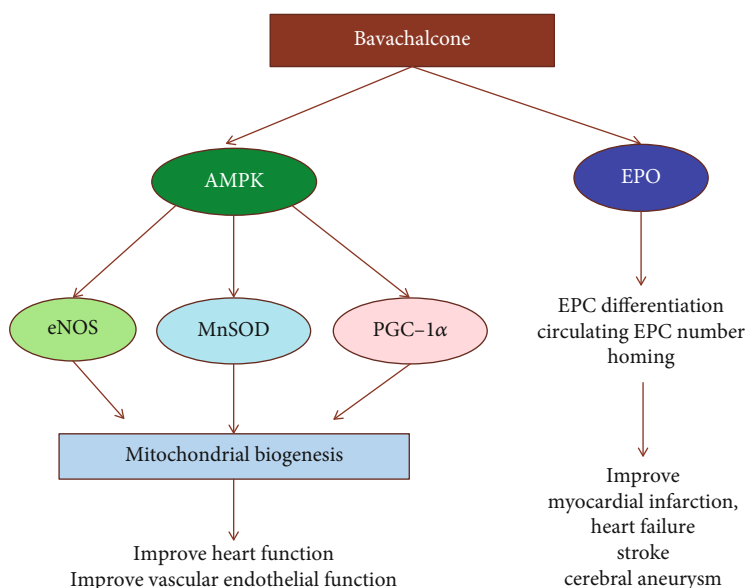 Bavachalcone
AMPK
EPO
eNOS
MnSOD
PGC–1α
EPC differentiation
circulating EPC number
homing
Mitochondrial biogenesis
Improve heart function
Improve vascular endothelial function
Improve
myocardial infarction,
heart failure
stroke
cerebral aneurysm